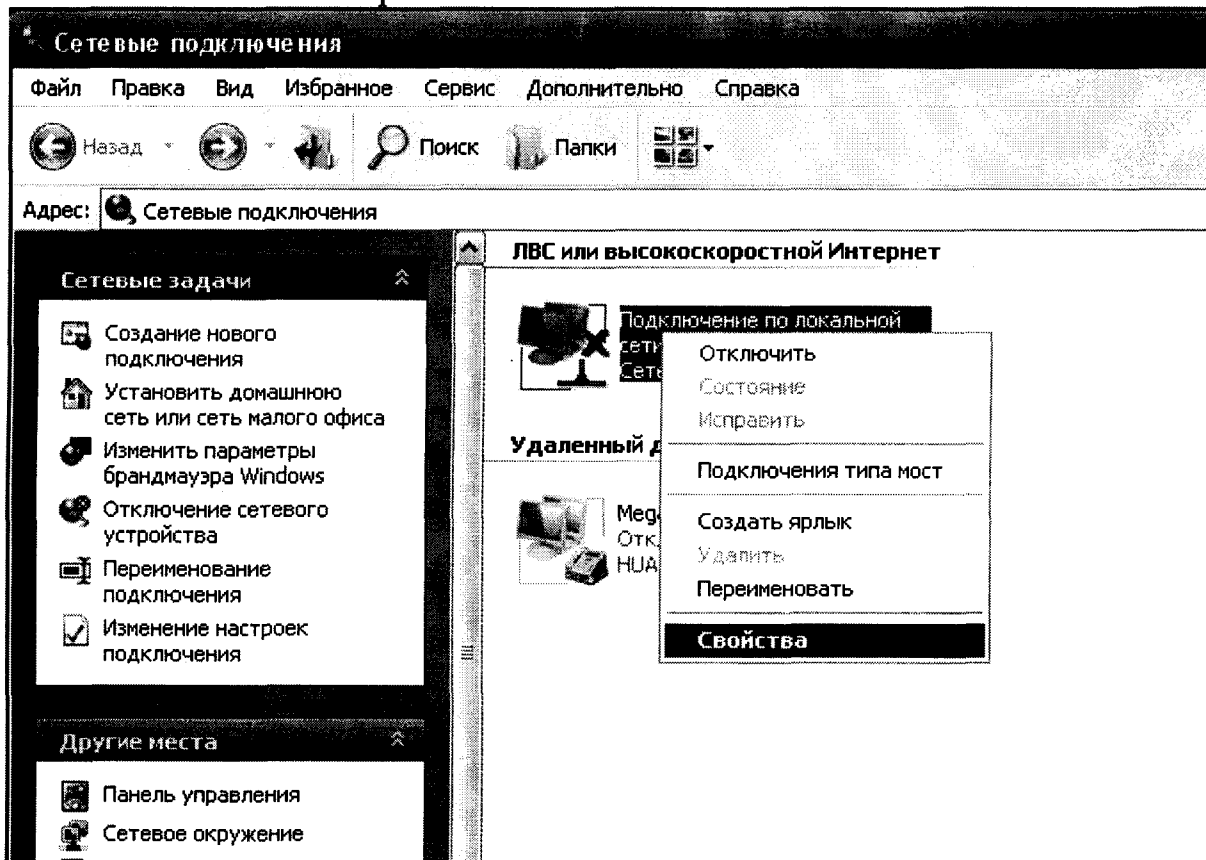 Сетевые подключения
Файл Правка Вид Избранное Сервис Дополнительно Справка
Назад Поиск Папки
Адрес: Сетевые подключения
Сетевые задачи
Создание нового
подключения
Установить домашнюю
сеть или сеть малого офиса
Изменить параметры
брандмауэра Windows
Отключение сетевого
устройства
Переименование
подключения
Изменение настроек
подключения
Другие места
Панель управления
Сетевое окружение
ЛВС или высокоскоростной Интернет
Подключение по локальной
Отключить
Состояние
Исправить
Подключения типа мост
Создать ярлык
Удалить
Переименовать
Свойства
Удаленный
HUA